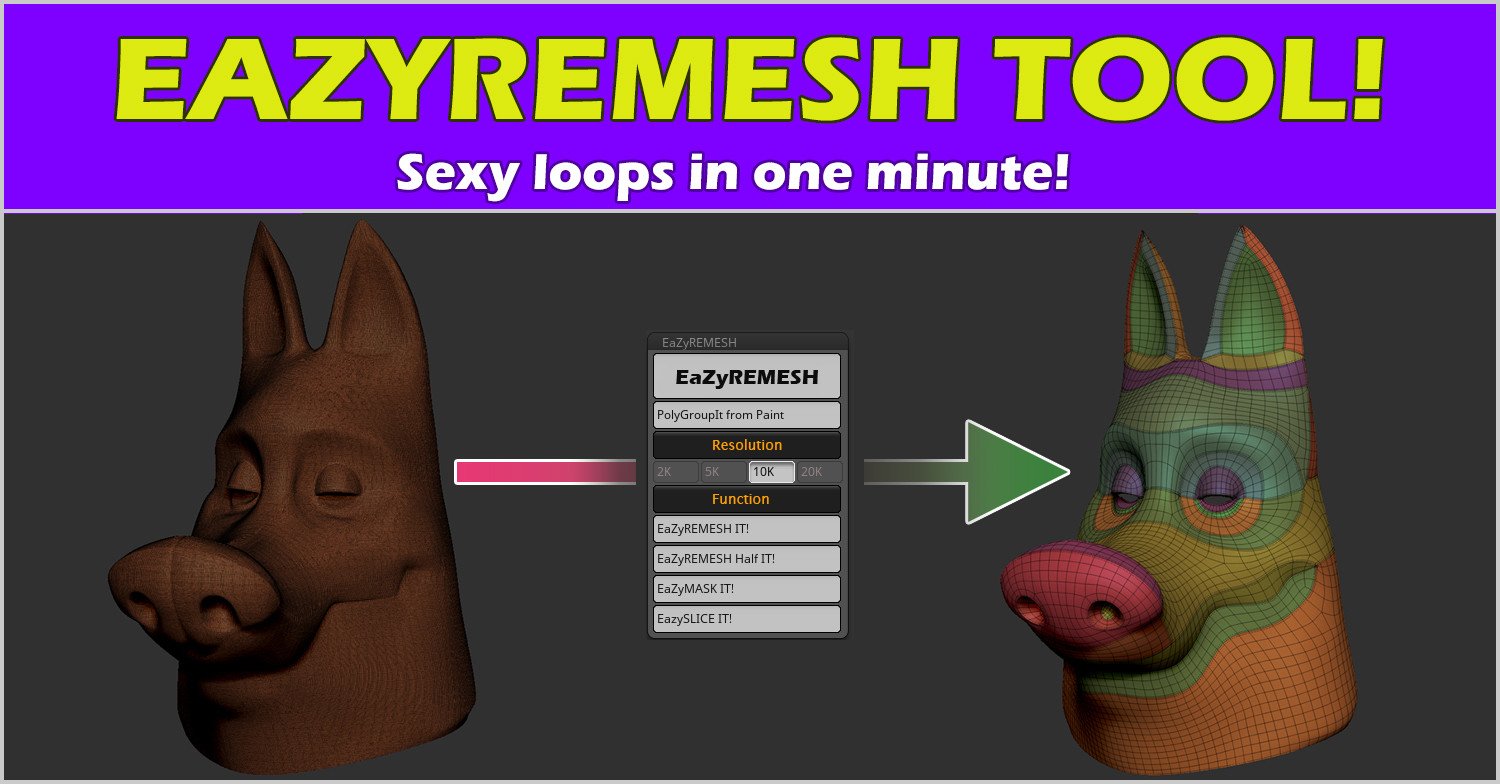 EAZYREMESH TOOL!
Sexy loops in one minute!
EaZyREMESH
EaZyREMESH
PolyGroupIt from Paint
Resolution
2K 5K 10K 20K
Function
EaZyREMESH IT!
EaZyREMESH Half IT!
EaZyMASK IT!
EazySLICE IT!